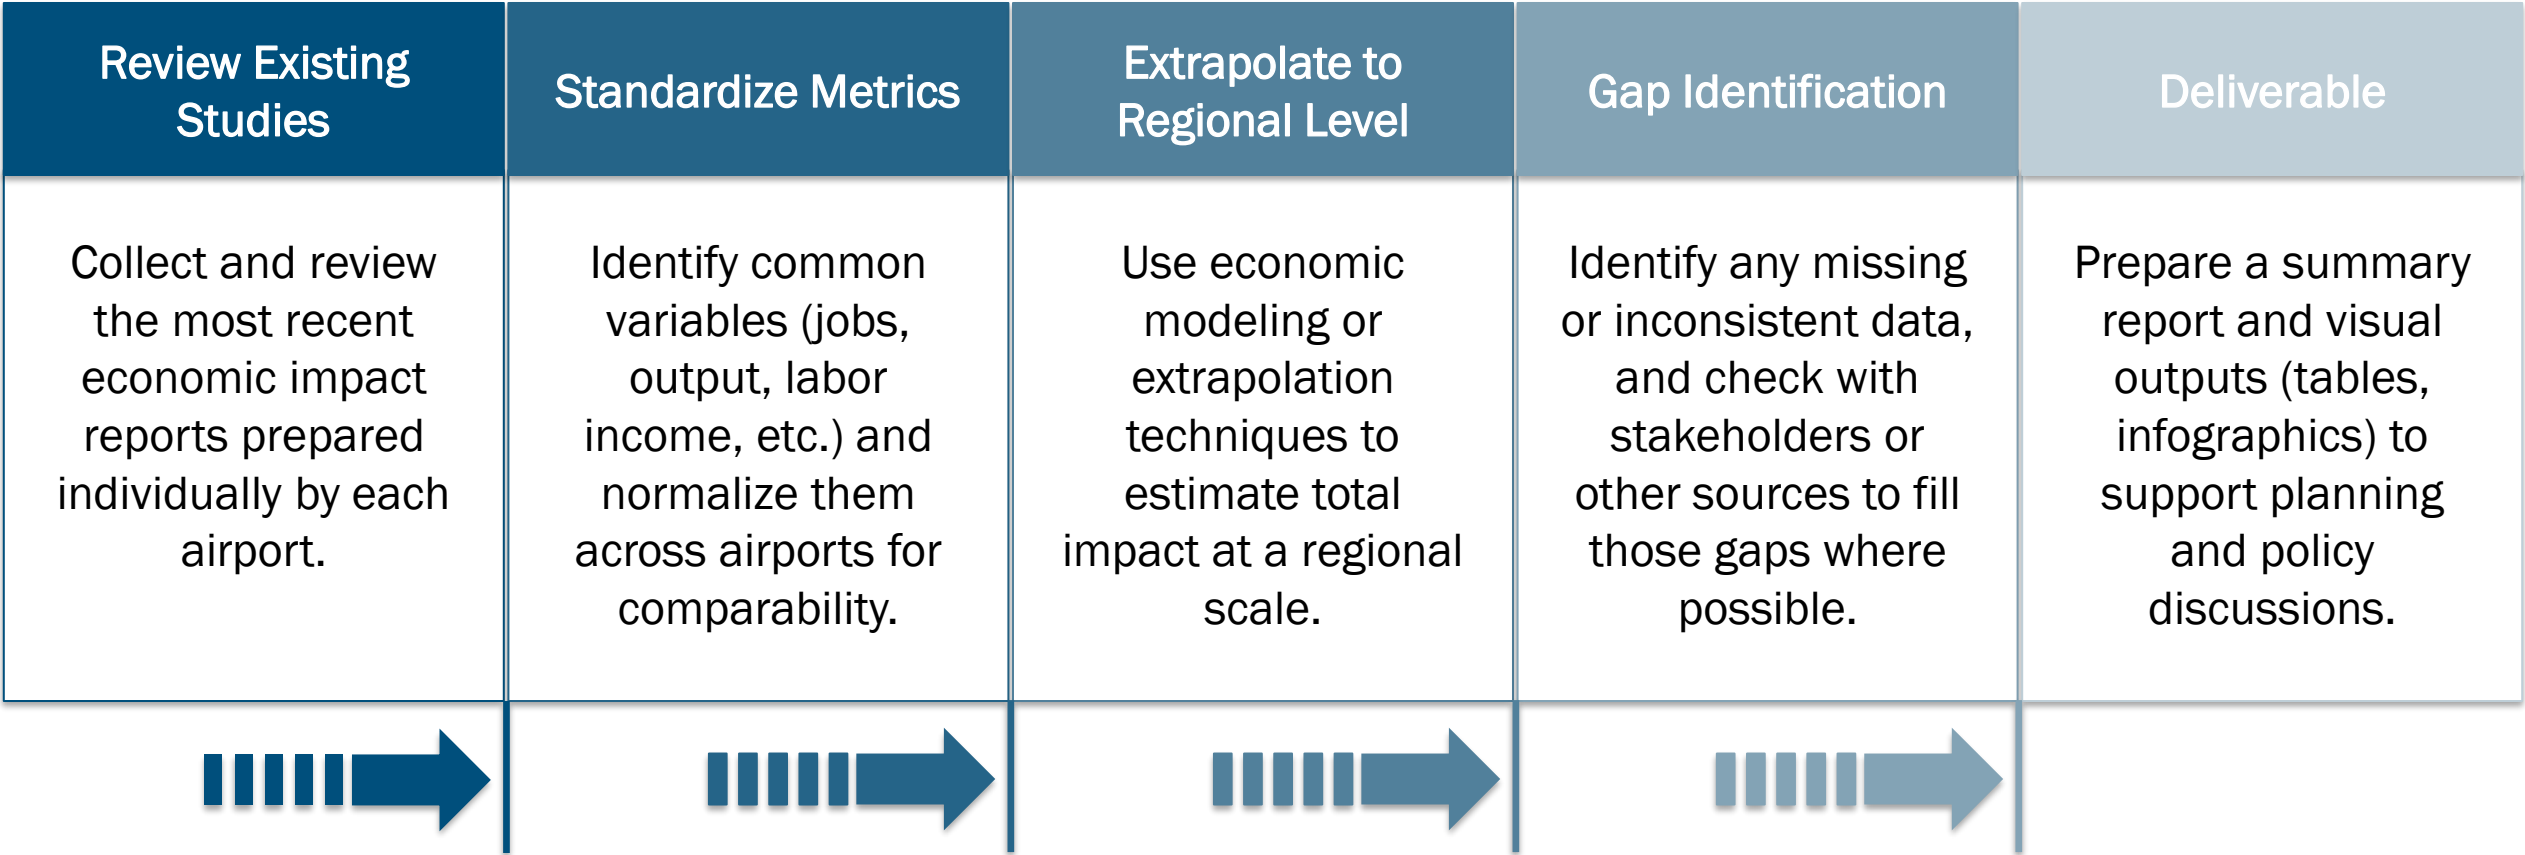 Review Existing
Studies
Collect and review
the most recent
economic impact
reports prepared
individually by each
airport.
Standardize Metrics
Identify common
variables (jobs,
output, labor
income, etc.) and
normalize them
across airports for
comparability.
Extrapolate to
Regional Level
Use economic
modeling or
extrapolation
techniques to
estimate total
impact at a regional
scale.
Gap Identification
Identify any missing
or inconsistent data,
and check with
stakeholders or
other sources to fill
those gaps where
possible.
Deliverable
Prepare a summary
report and visual
outputs (tables,
infographics) to
support planning
and policy
discussions.